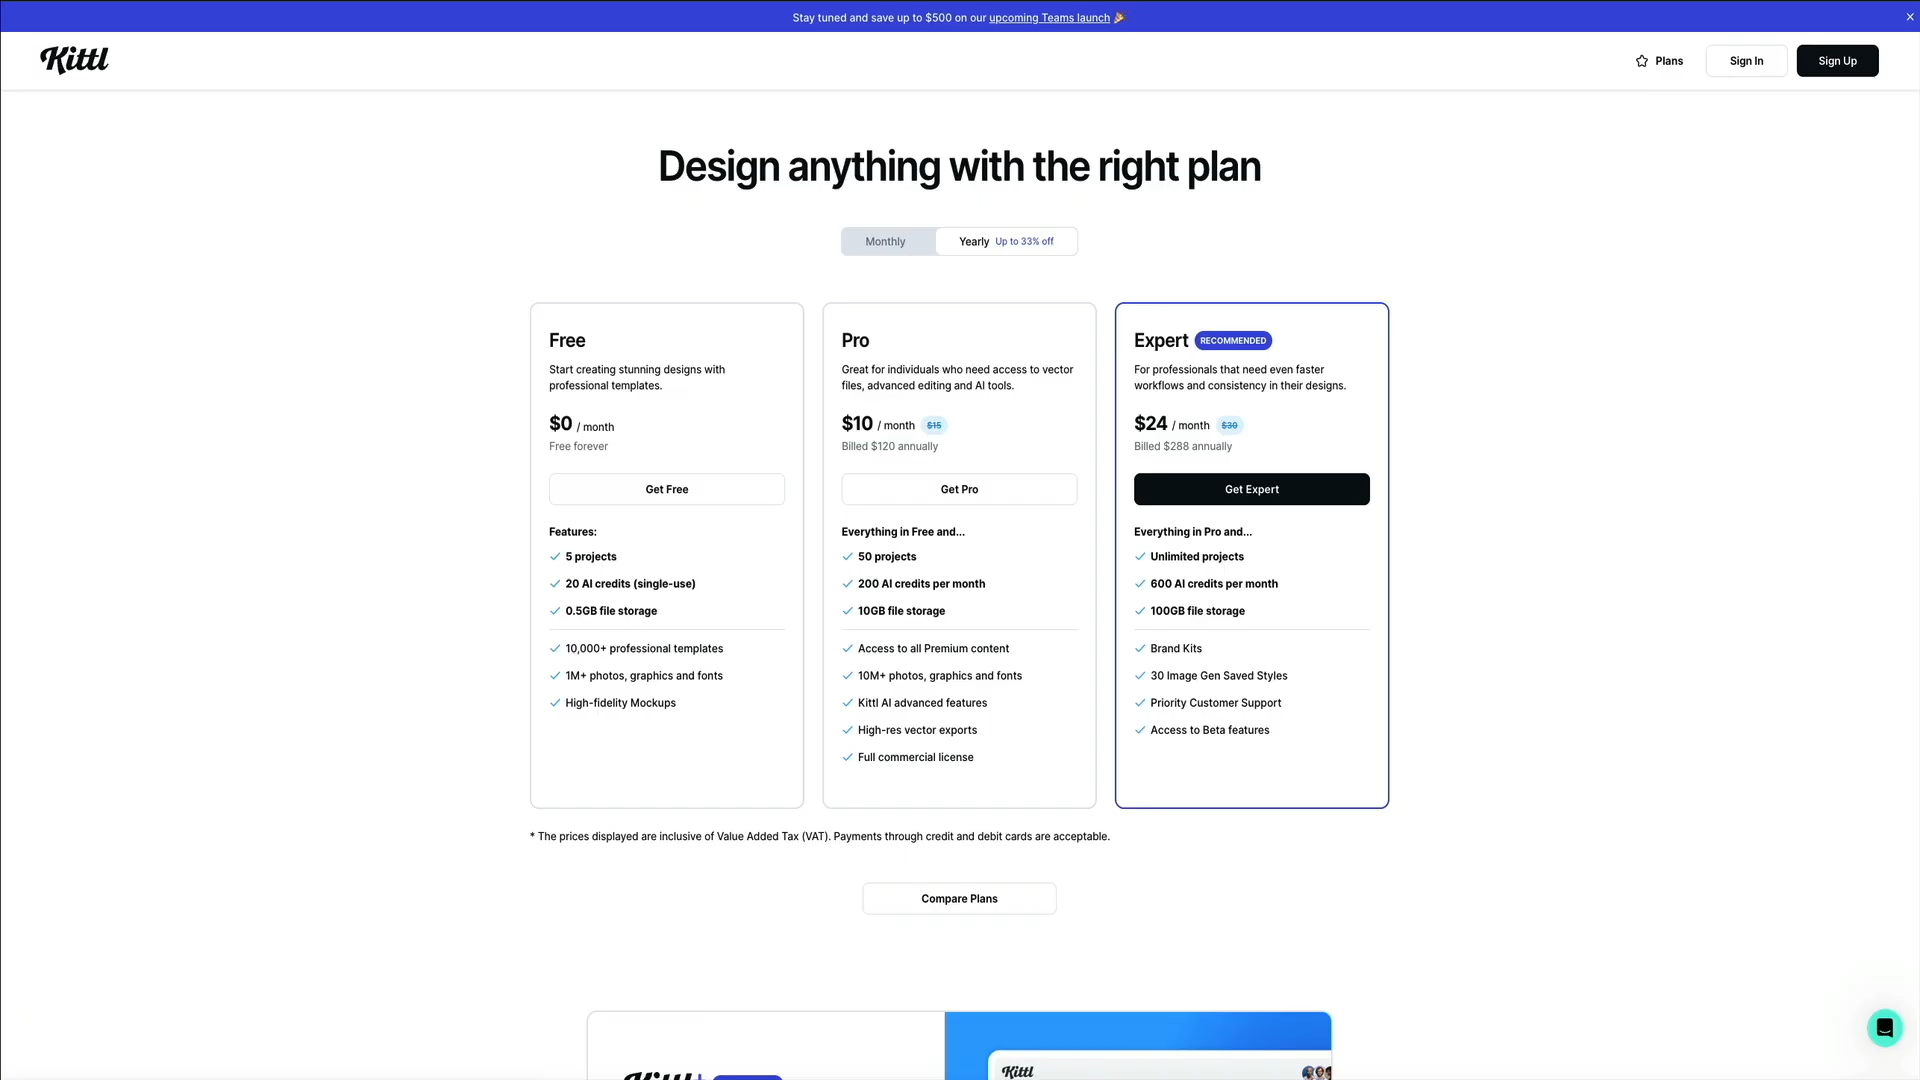 Stay tuned and save up to $500 on our upcoming Teams launch 🎉
Kittl
Plans
Sign In
Sign Up
Design anything with the right plan
Monthly
Yearly Up to 33% off
Free
Start creating stunning designs with
professional templates.
$0 / month
Free forever
Get Free
Features:
5 projects
20 AI credits (single-use)
0.5GB file storage
10,000+ professional templates
1M+ photos, graphics and fonts
High-fidelity Mockups
Pro
Great for individuals who need access to vector
files, advanced editing and AI tools.
$10 / month $15
Billed $120 annually
Get Pro
Everything in Free and...
50 projects
200 AI credits per month
10GB file storage
Access to all Premium content
10M+ photos, graphics and fonts
Kittl AI advanced features
High-res vector exports
Full commercial license
Expert RECOMMENDED
For professionals that need even faster
workflows and consistency in their designs.
$24 / month $30
Billed $288 annually
Get Expert
Everything in Pro and...
Unlimited projects
600 AI credits per month
100GB file storage
Brand Kits
30 Image Gen Saved Styles
Priority Customer Support
Access to Beta features
* The prices displayed are inclusive of Value Added Tax (VAT). Payments through credit and debit cards are acceptable.
Compare Plans
Kittl